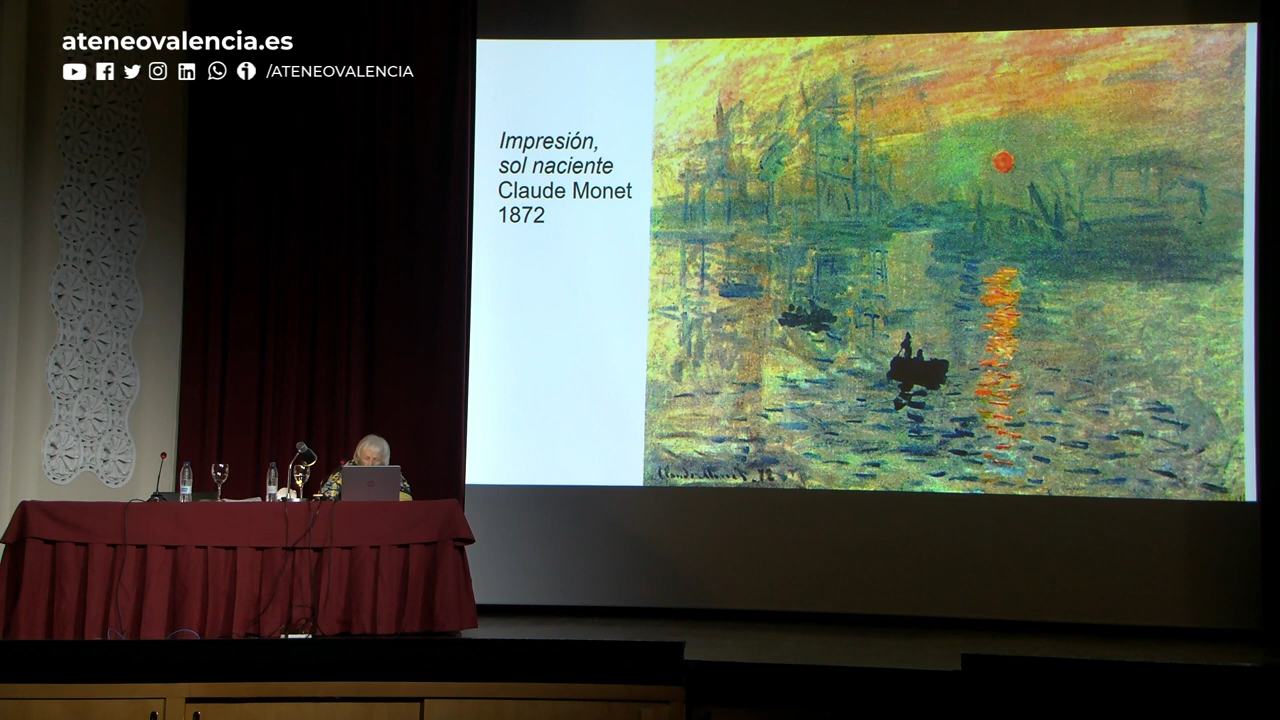 ateneovalencia.es
/ATENEOVALENCIA
Impresión,
sol naciente
Claude Monet
1872